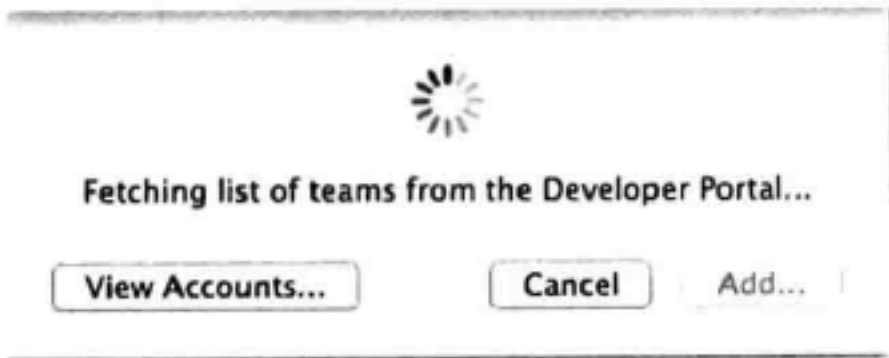 Fetching list of teams from the Developer Portal...
View Accounts... Cancel Add...